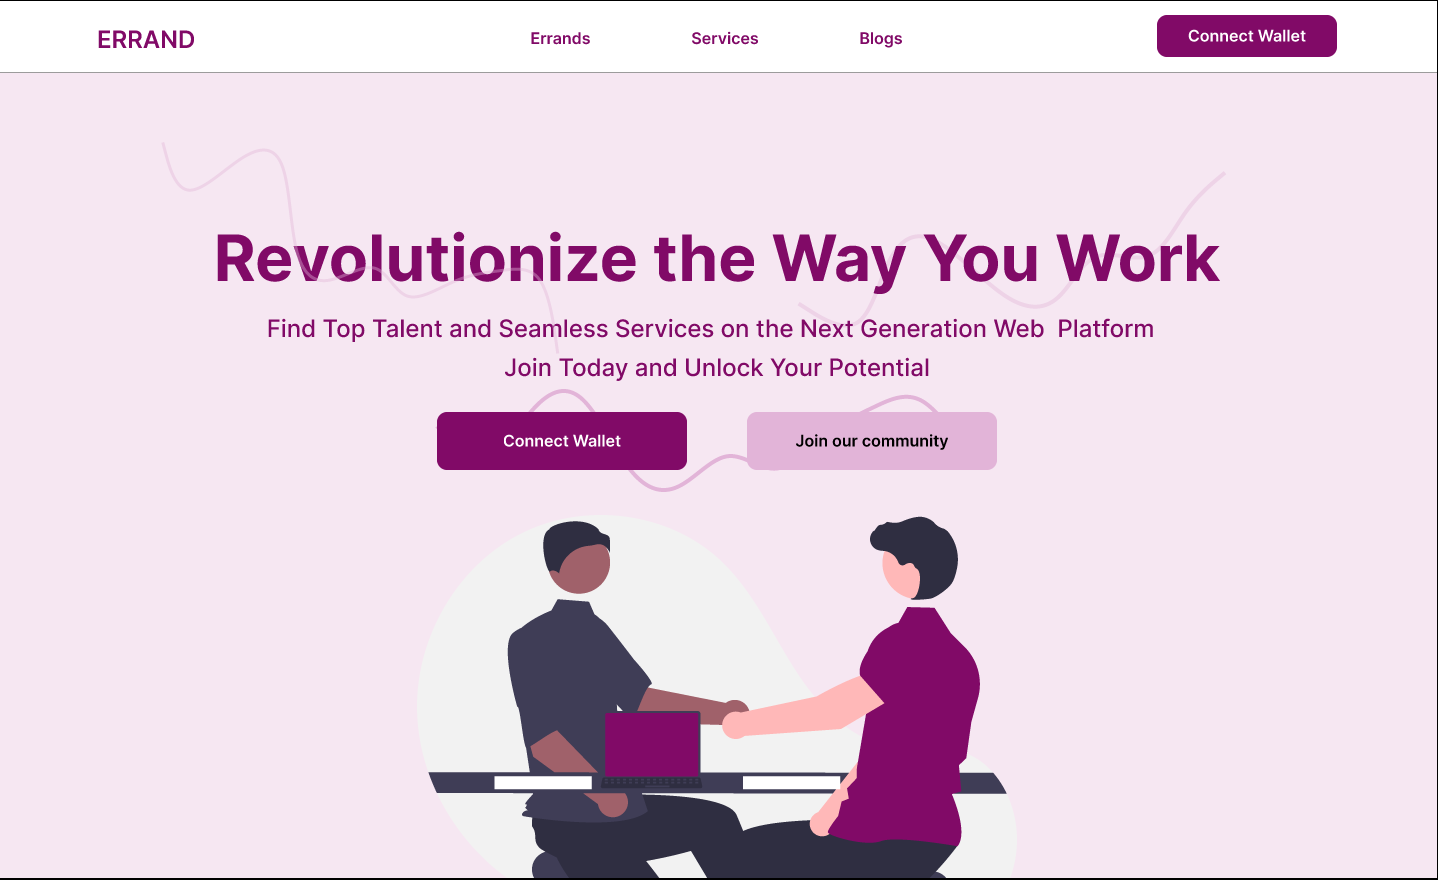 ERRAND
Errands
Services
Blogs
Connect Wallet
Revolutionize the Way You Work
Find Top Talent and Seamless Services on the Next Generation Web  Platform
Join Today and Unlock Your Potential
Connect Wallet
Join our community